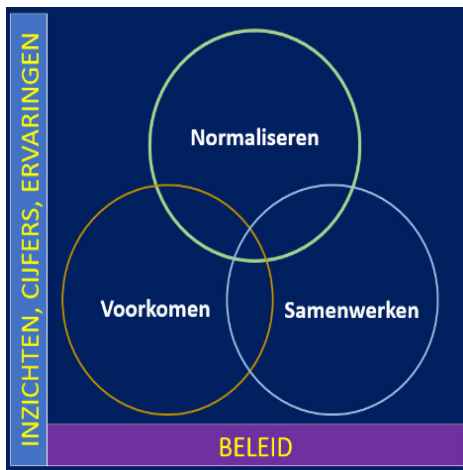 INZICHTEN, CIJFERS, ERVARINGEN
Normaliseren
Voorkomen
Samenwerken
BELEID